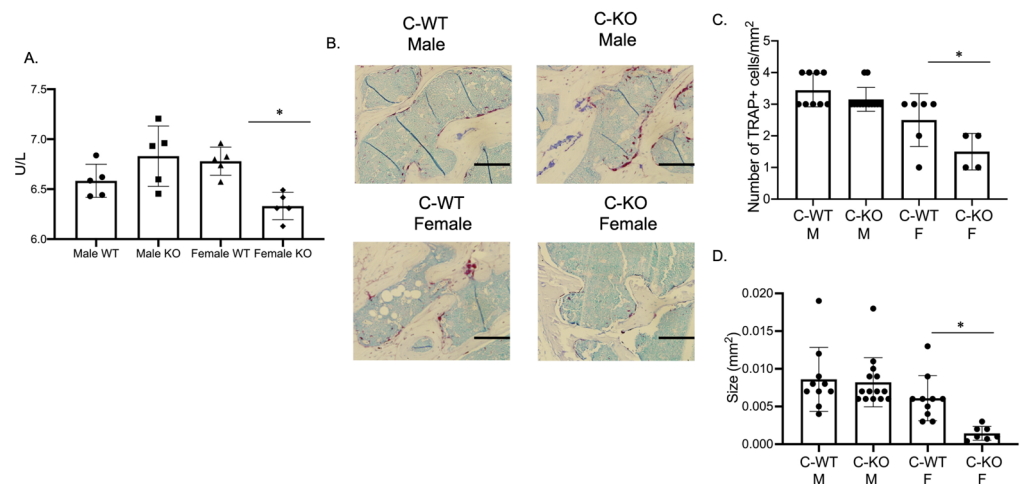 A.
7.5
7.0
6.5
6.0
U/L
*
Male WT
Male KO
Female WT
Female KO
B.
C-WT
Male
C-KO
Male
C-WT
Female
C-KO
Female
C.
Number of TRAP+ cells/mm²
5
4
3
2
1
0
*
C-WT
M
C-KO
M
C-WT
F
C-KO
F
D.
Size (mm²)
0.020
0.015
0.010
0.005
0.000
*
C-WT
M
C-KO
M
C-WT
F
C-KO
F